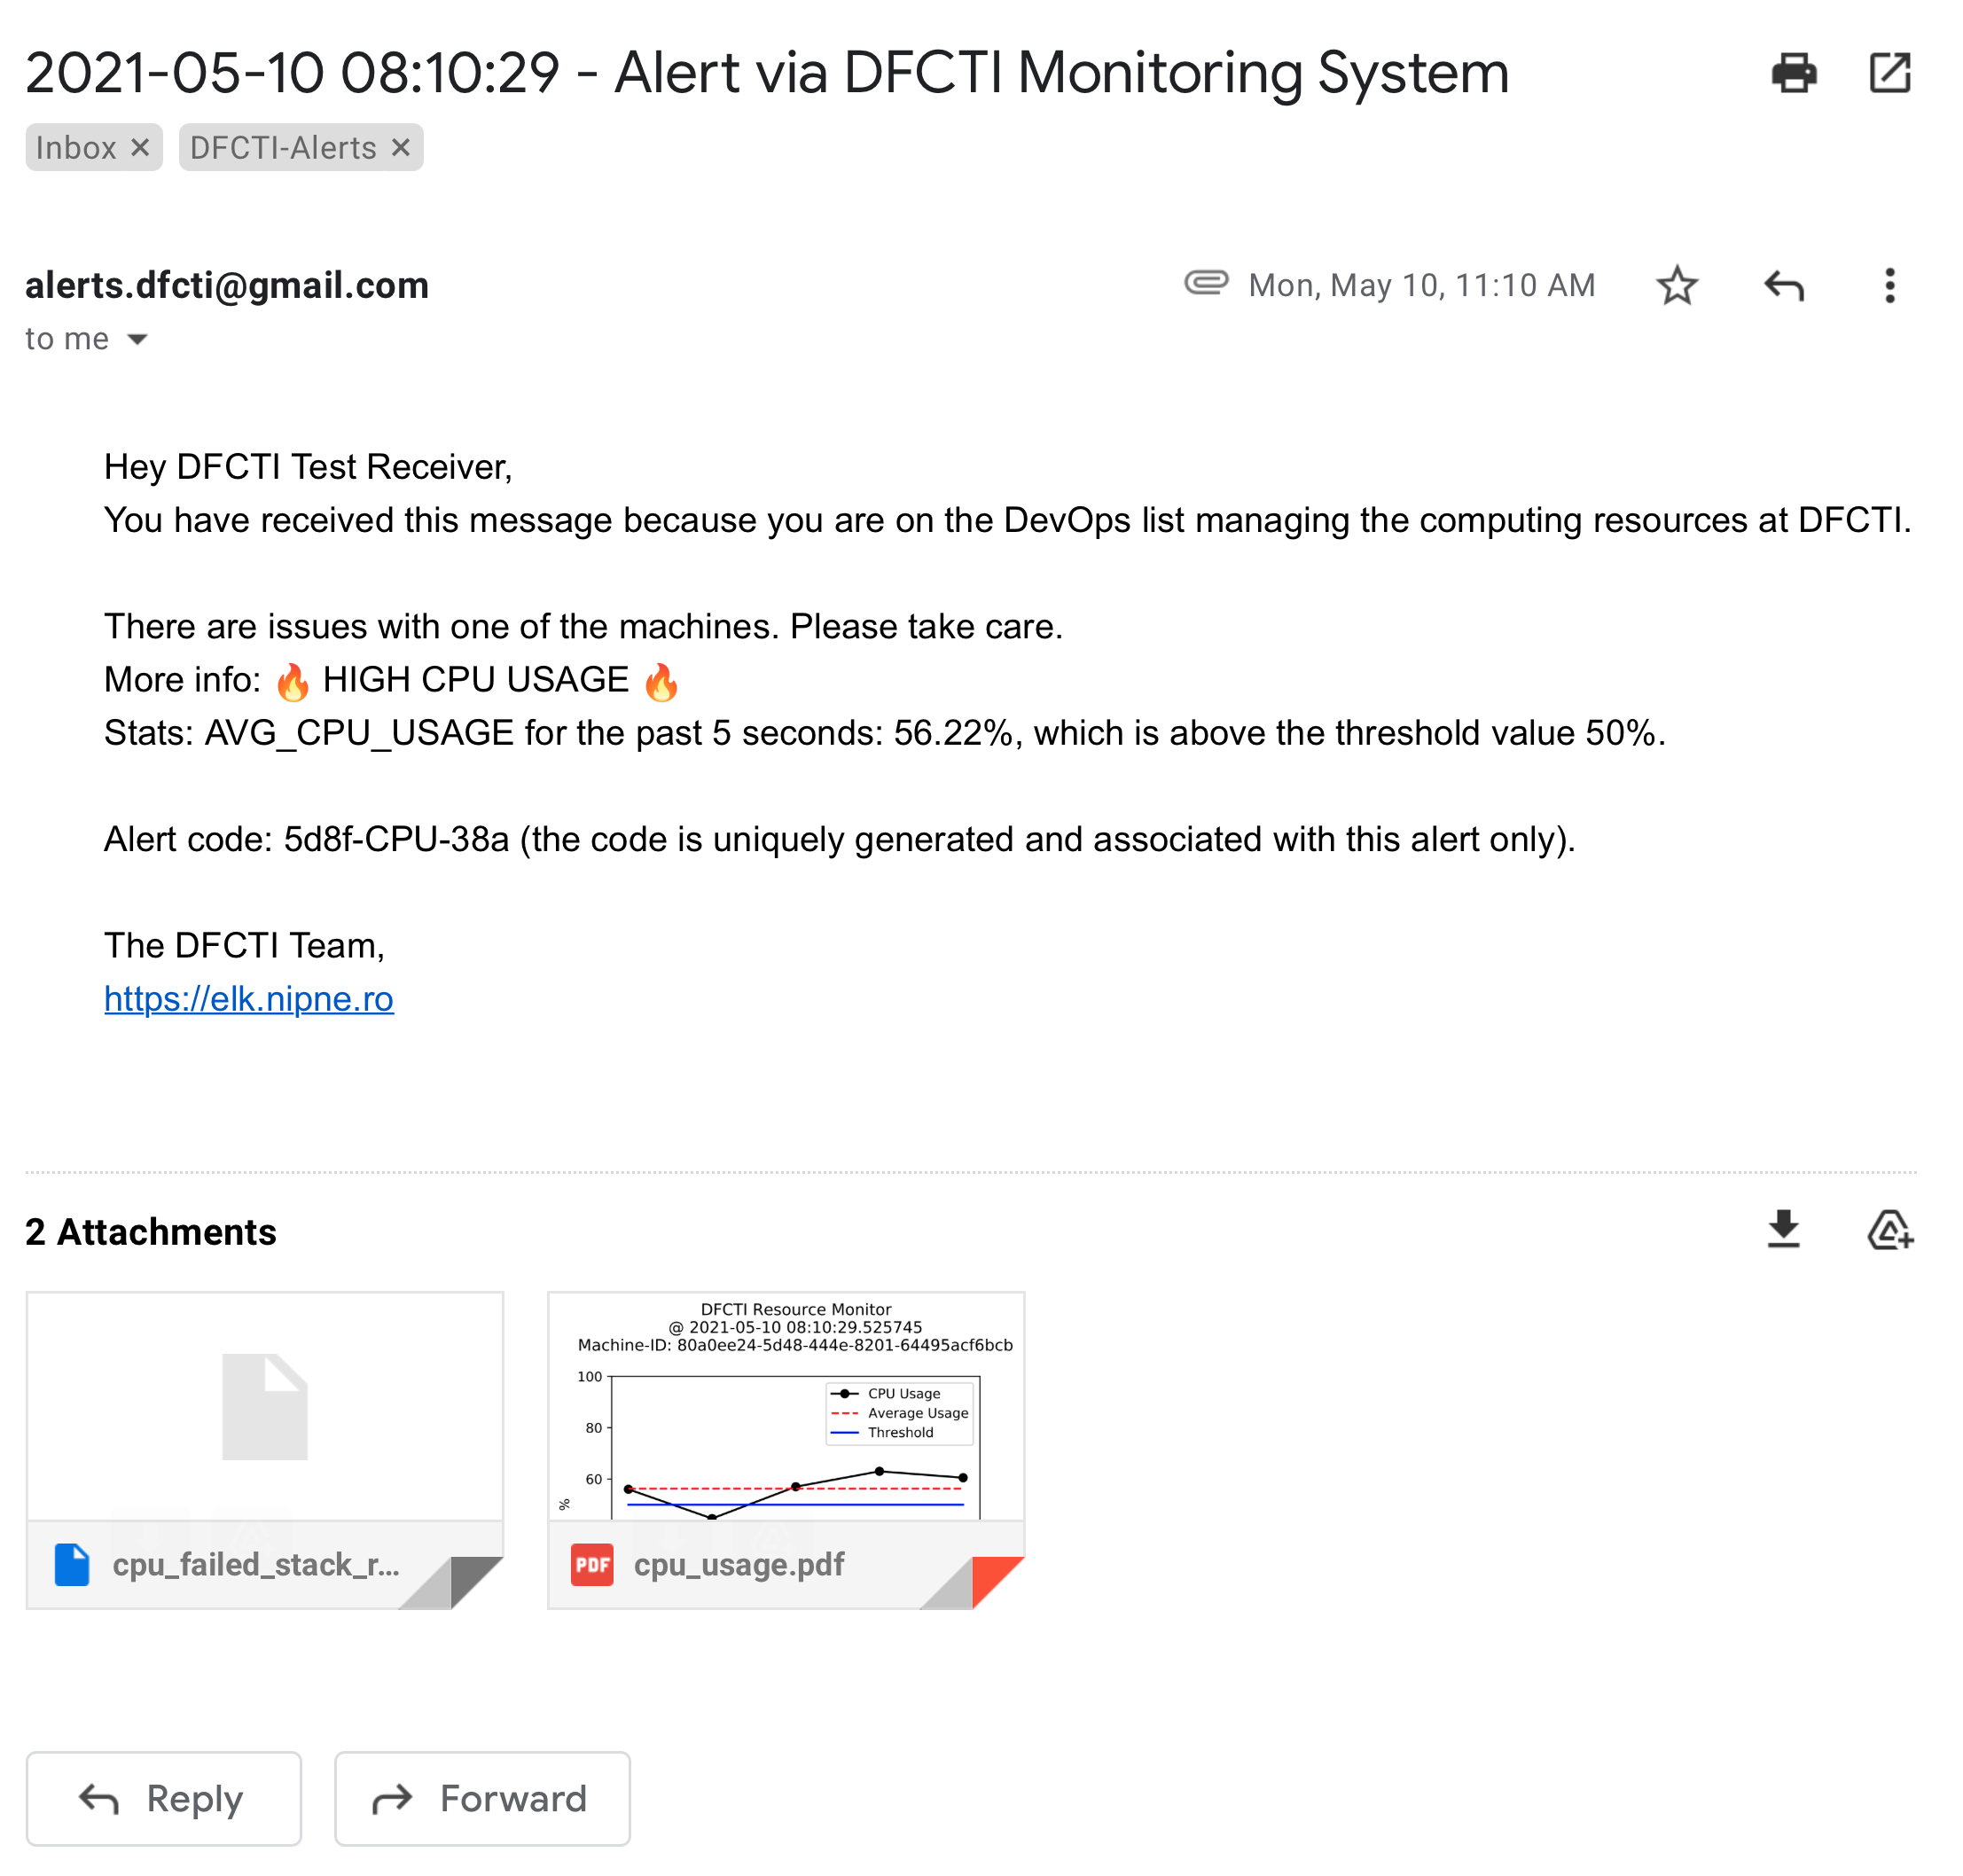 2021-05-10 08:10:29 - Alert via DFCTI Monitoring System
Inbox ×  DFCTI-Alerts ×
alerts.dfcti@gmail.com
Mon, May 10, 11:10 AM
to me
Hey DFCTI Test Receiver,
You have received this message because you are on the DevOps list managing the computing resources at DFCTI.
There are issues with one of the machines. Please take care.
More info: 🔥 HIGH CPU USAGE 🔥
Stats: AVG_CPU_USAGE for the past 5 seconds: 56.22%, which is above the threshold value 50%.
Alert code: 5d8f-CPU-38a (the code is uniquely generated and associated with this alert only).
The DFCTI Team,
https://elk.nipne.ro
2 Attachments
DFCTI Resource Monitor
@ 2021-05-10 08:10:29.525745
Machine-ID: 80a0ee24-5d48-444e-8201-64495acf6bcb
100
80
60
%
CPU Usage
Average Usage
Threshold
cpu_failed_stack_r...
PDF cpu_usage.pdf
Reply
Forward